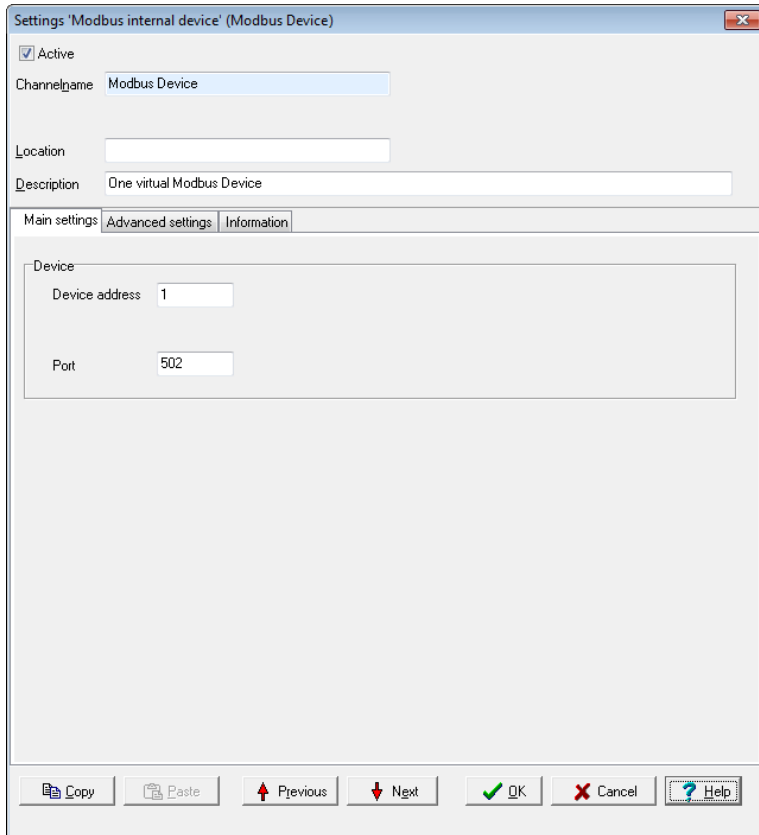 Settings 'Modbus internal device' (Modbus Device)
Active
Channelname Modbus Device
Location
Description One virtual Modbus Device
Main settings Advanced settings Information
Device
Device address 1
Port 502
Copy Paste Previous Next OK Cancel Help